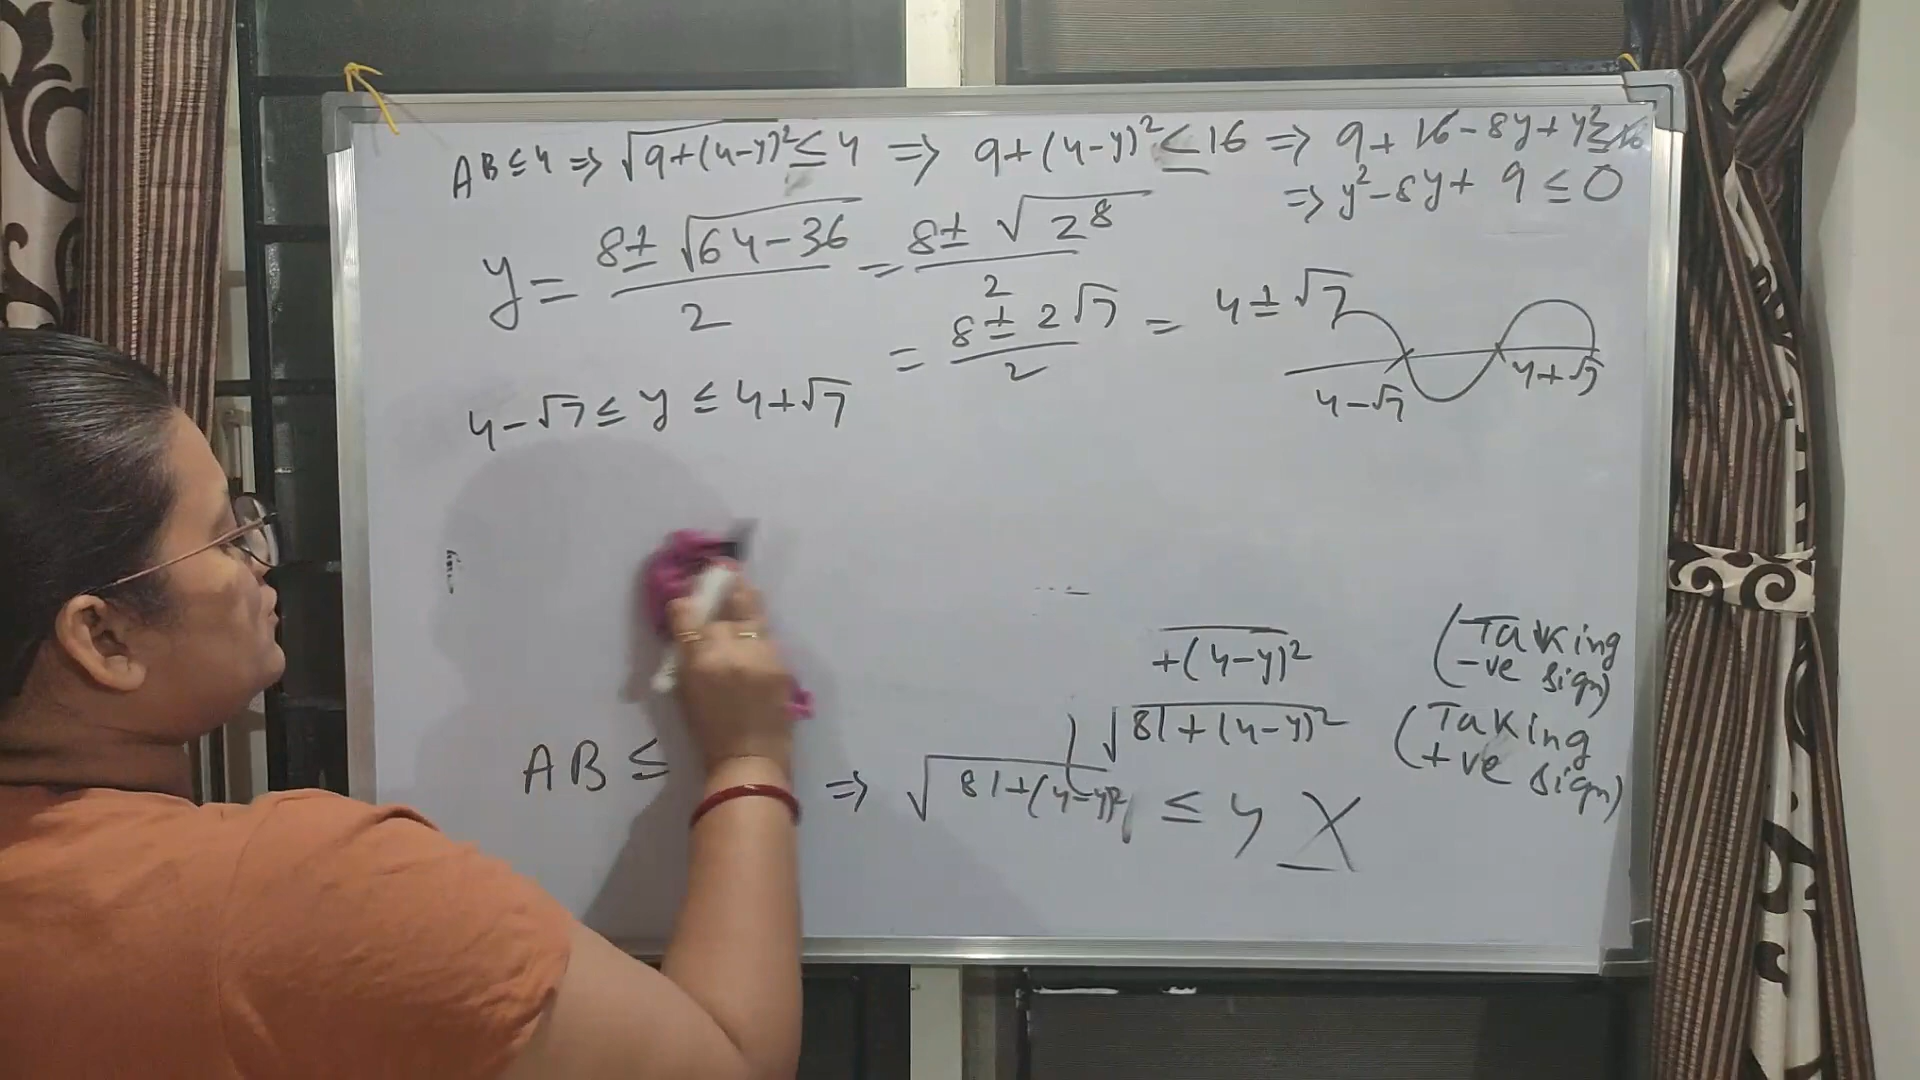 AB ≤ 4 ⇒ √9+(4-y)² ≤ 4 ⇒ 9+(4-y)² ≤ 16 ⇒ 9 + 16 - 8y + y² ≤ 16
⇒ y² - 8y + 9 ≤ 0
y = 8 ± √64-36 / 2 = 8 ± √28 / 2
= 8 ± 2√7 / 2 = 4 ± √7
4-√7 4+√7
4-√7 ≤ y ≤ 4+√7
+(4-y)² (Taking -ve sign)
√81+(4-y)² (Taking +ve sign)
AB ≤ ⇒ √81+(4-y)² ≤ 4 X